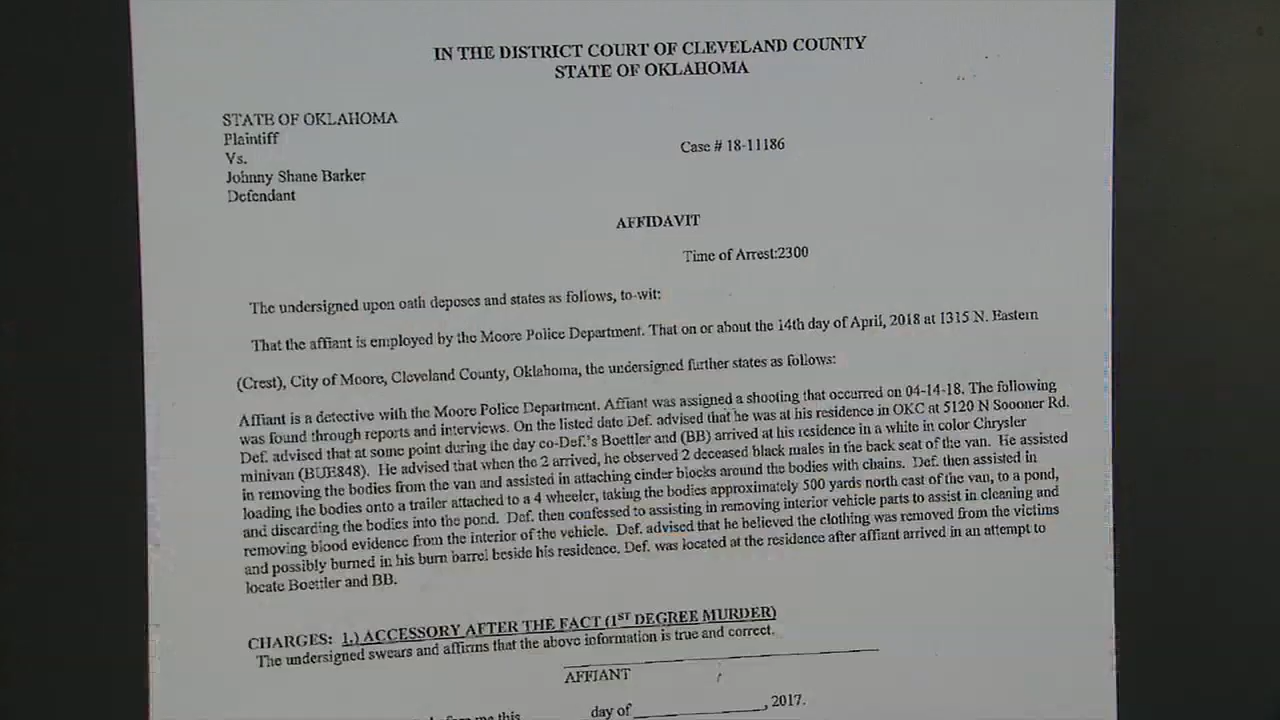 IN THE DISTRICT COURT OF CLEVELAND COUNTY
STATE OF OKLAHOMA
STATE OF OKLAHOMA
Plaintiff
Vs.
Case # 18-11186
Johnny Shane Barker
Defendant
AFFIDAVIT
Time of Arrest:2300
The undersigned upon oath deposes and states as follows, to-wit:
That the affiant is employed by the Moore Police Department. That on or about the 14th day of April, 2018 at 1315 N. Eastern
(Crest), City of Moore, Cleveland County, Oklahoma, the undersigned further states as follows:
Affiant is a detective with the Moore Police Department. Affiant was assigned a shooting that occurred on 04-14-18. The following
was found through reports and interviews. On the listed date Def. advised that he was at his residence in OKC at 5120 N Soooner Rd.
Def. advised that at some point during the day co-Def.'s Boettler and (BB) arrived at his residence in a white in color Chrysler
minivan (BUE848). He advised that when the 2 arrived, he observed 2 deceased black males in the back seat of the van. He assisted
in removing the bodies from the van and assisted in attaching cinder blocks around the bodies with chains. Def. then assisted in
loading the bodies onto a trailer attached to a 4 wheeler, taking the bodies approximately 500 yards north east of the van, to a pond,
and discarding the bodies into the pond. Def. then confessed to assisting in removing interior vehicle parts to assist in cleaning and
removing blood evidence from the interior of the vehicle. Def. advised that he believed the clothing was removed from the victims
and possibly burned in his burn barrel beside his residence. Def. was located at the residence after affiant arrived in an attempt to
locate Boettler and BB.
CHARGES: 1.) ACCESSORY AFTER THE FACT (1ST DEGREE MURDER)
The undersigned swears and affirms that the above information is true and correct.
AFFIANT
me this day of , 2017.